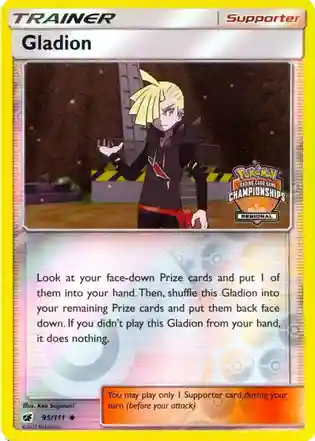 TRAINER Supporter
Gladion
Pokémon
TRADING CARD GAME
CHAMPIONSHIPS
REGIONAL
Look at your face-down Prize cards and put 1 of
them into your hand. Then, shuffle this Gladion into
your remaining Prize cards and put them back face
down. If you didn't play this Gladion from your hand,
it does nothing.
Illus. Ken Sugimori
95/111
You may play only 1 Supporter card during your
turn (before your attack).